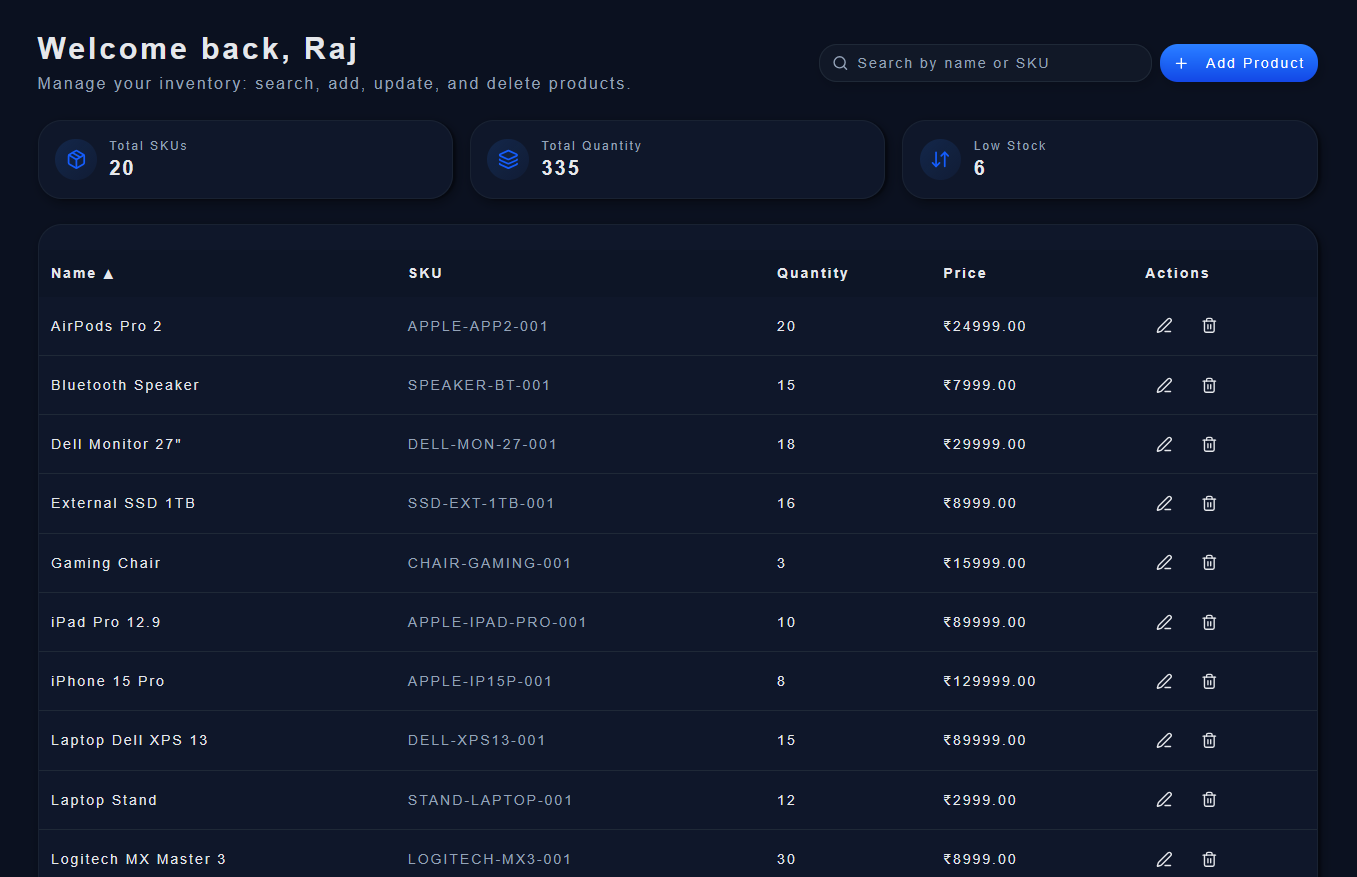 Welcome back, Raj
Manage your inventory: search, add, update, and delete products.
Search by name or SKU
+ Add Product
Total SKUs
20
Total Quantity
335
Low Stock
6
Name ▲ SKU Quantity Price Actions
AirPods Pro 2 APPLE-APP2-001 20 ₹24999.00
Bluetooth Speaker SPEAKER-BT-001 15 ₹7999.00
Dell Monitor 27" DELL-MON-27-001 18 ₹29999.00
External SSD 1TB SSD-EXT-1TB-001 16 ₹8999.00
Gaming Chair CHAIR-GAMING-001 3 ₹15999.00
iPad Pro 12.9 APPLE-IPAD-PRO-001 10 ₹89999.00
iPhone 15 Pro APPLE-IP15P-001 8 ₹129999.00
Laptop Dell XPS 13 DELL-XPS13-001 15 ₹89999.00
Laptop Stand STAND-LAPTOP-001 12 ₹2999.00
Logitech MX Master 3 LOGITECH-MX3-001 30 ₹8999.00